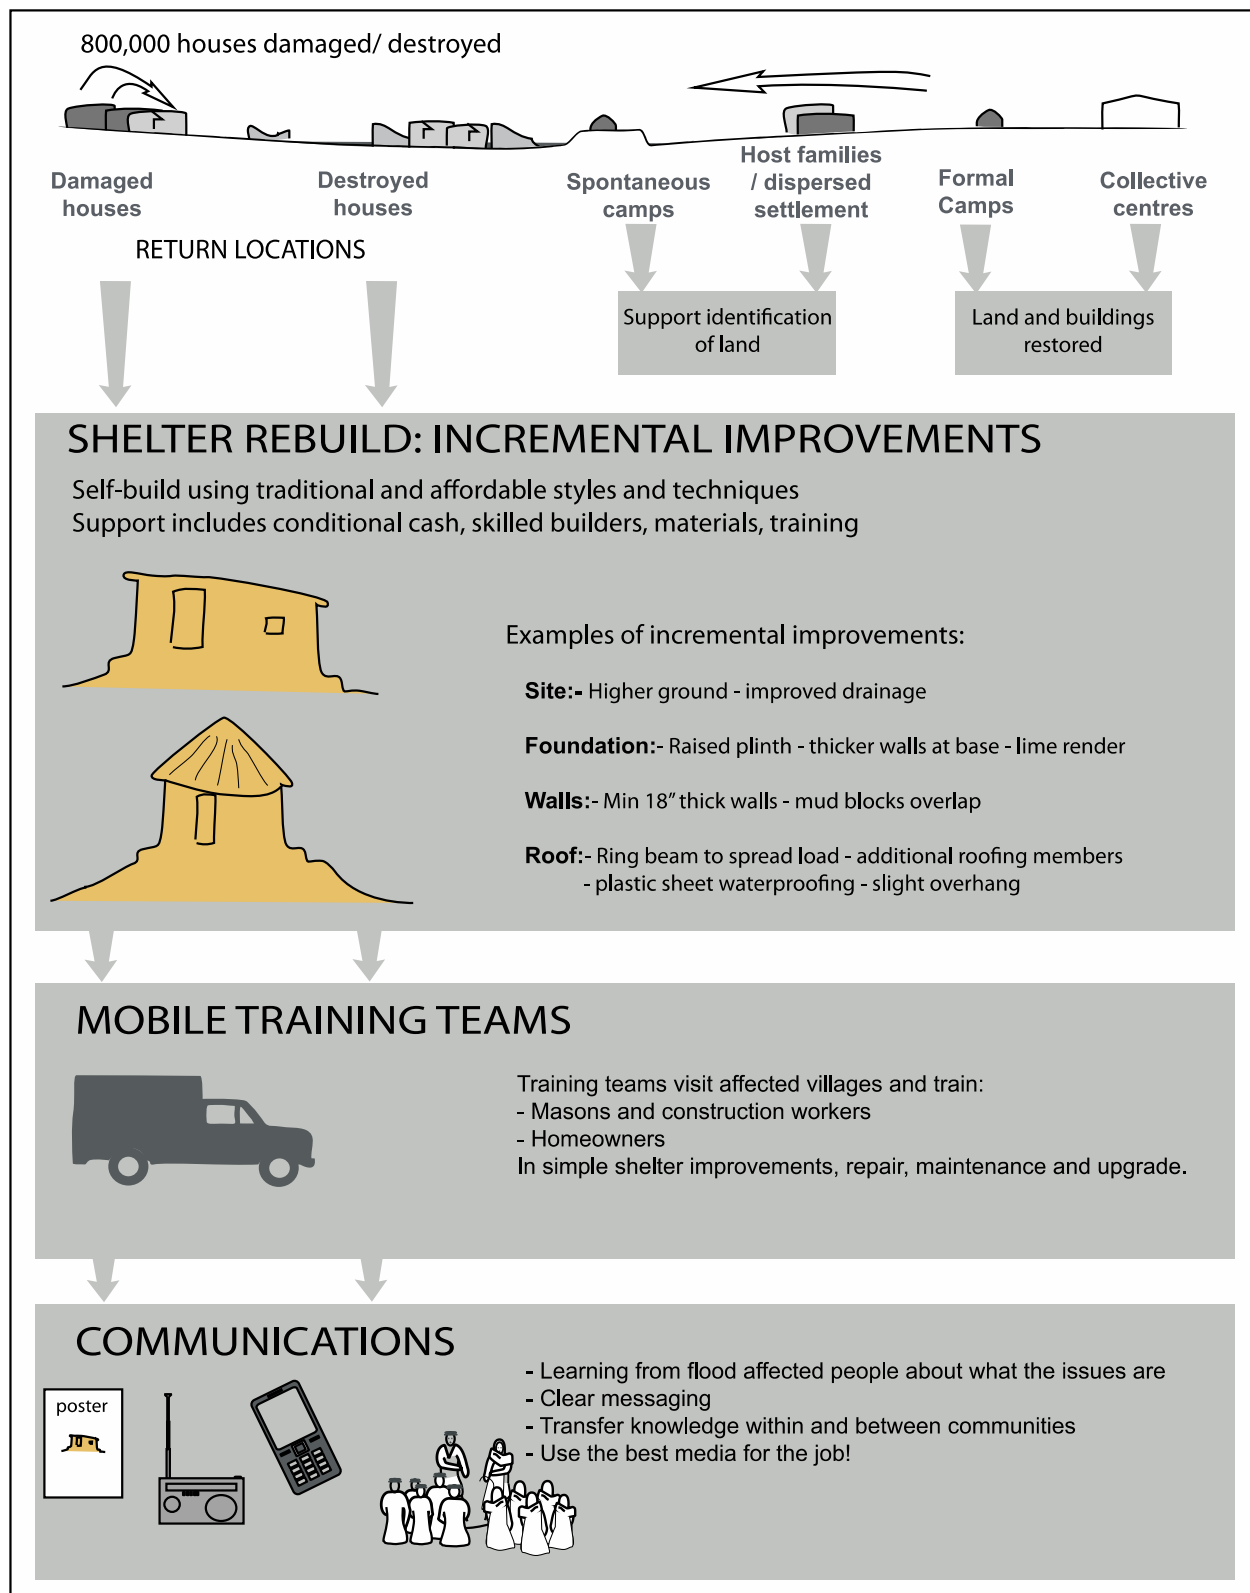 800,000 houses damaged/ destroyed
Damaged
houses
Destroyed
houses
Spontaneous
camps
Host families
/ dispersed
settlement
Formal
Camps
Collective
centres
RETURN LOCATIONS
Support identification
of land
Land and buildings
restored
SHELTER REBUILD: INCREMENTAL IMPROVEMENTS
Self-build using traditional and affordable styles and techniques
Support includes conditional cash, skilled builders, materials, training
Examples of incremental improvements:
Site:- Higher ground - improved drainage
Foundation:- Raised plinth - thicker walls at base - lime render
Walls:- Min 18” thick walls - mud blocks overlap
Roof:- Ring beam to spread load - additional roofing members
- plastic sheet waterproofing - slight overhang
MOBILE TRAINING TEAMS
Training teams visit affected villages and train:
- Masons and construction workers
- Homeowners
In simple shelter improvements, repair, maintenance and upgrade.
COMMUNICATIONS
poster
- Learning from flood affected people about what the issues are
- Clear messaging
- Transfer knowledge within and between communities
- Use the best media for the job!